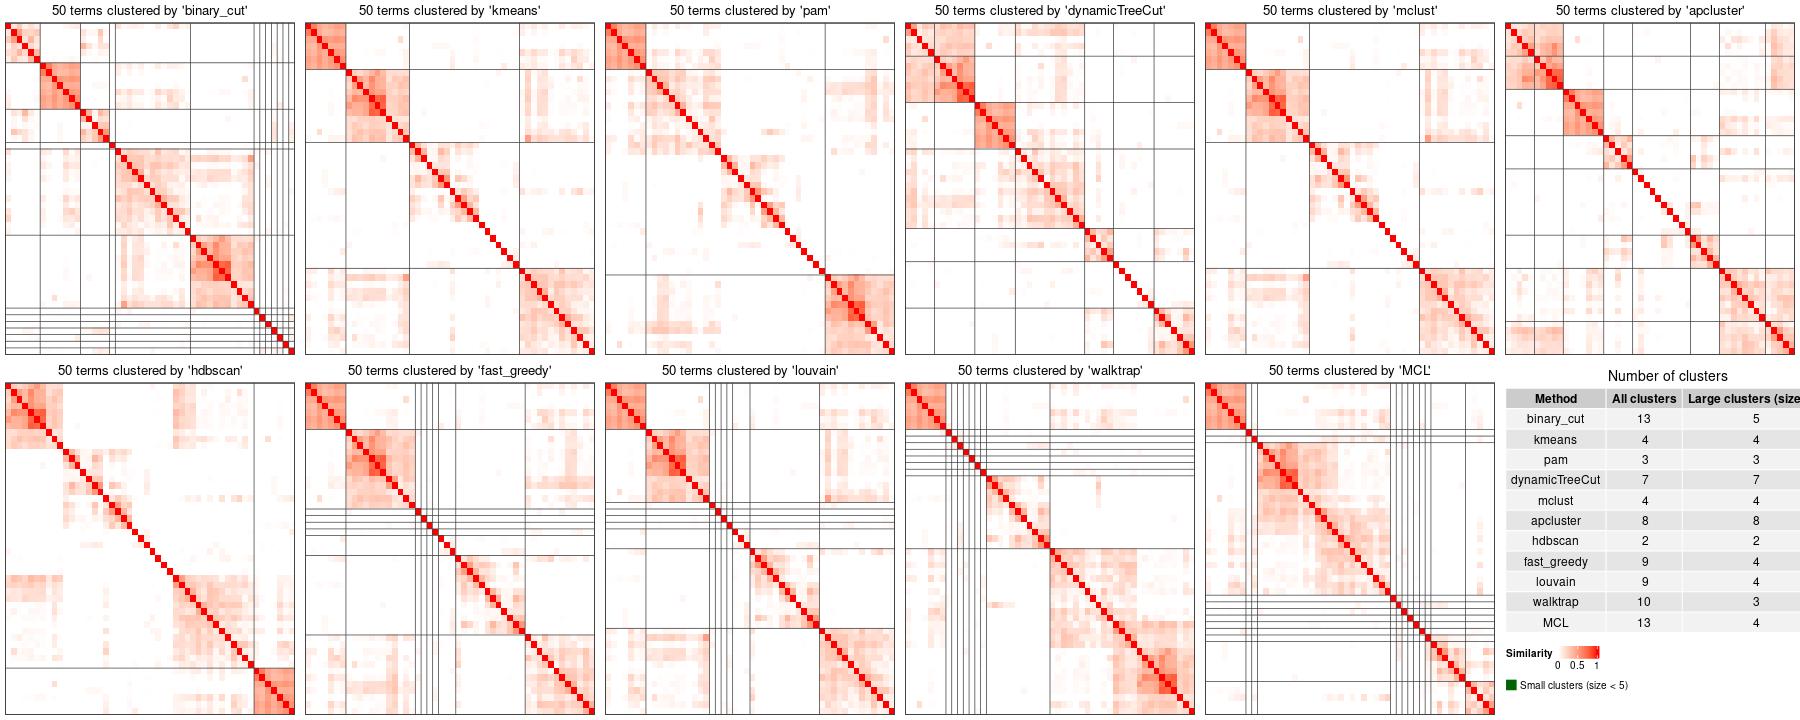 50 terms clustered by 'binary_cut'
50 terms clustered by 'kmeans'
50 terms clustered by 'pam'
50 terms clustered by 'dynamicTreeCut'
50 terms clustered by 'mclust'
50 terms clustered by 'apcluster'
50 terms clustered by 'hdbscan'
50 terms clustered by 'fast_greedy'
50 terms clustered by 'louvain'
50 terms clustered by 'walktrap'
50 terms clustered by 'MCL'
Number of clusters
Method All clusters Large clusters (size
binary_cut 13 5
kmeans 4 4
pam 3 3
dynamicTreeCut 7 7
mclust 4 4
apcluster 8 8
hdbscan 2 2
fast_greedy 9 4
louvain 9 4
walktrap 10 3
MCL 13 4
Similarity
0 0.5 1
Small clusters (size < 5)